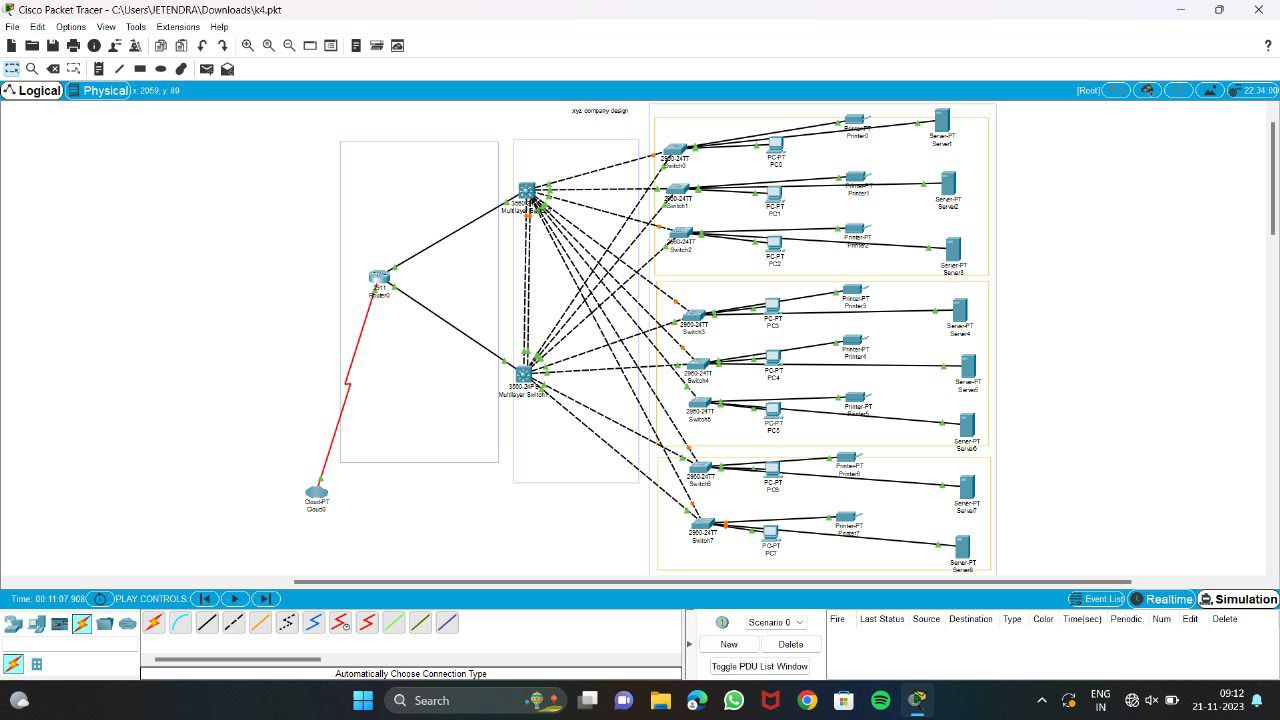 Cisco Packet Tracer - C:\Users\JETENDRA\Downloads\k4.pkt
File Edit Options View Tools Extensions Help
Logical Physical x: 2059, y: 89 [Root] 22:34:00
xyz company design
Printer-PT
Printer0
Server-PT
Server1
2960-24TT
Switch0
PC-PT
PC0
Printer-PT
Printer1
Server-PT
Server2
2960-24TT
Switch1
PC-PT
PC1
Multilayer
Printer-PT
Printer2
Server-PT
Server3
2960-24TT
Switch2
PC-PT
PC2
2911
Router0
Printer-PT
Printer3
Server-PT
Server4
2960-24TT
Switch3
PC-PT
PC3
Printer-PT
Printer4
Server-PT
Server5
2960-24TT
Switch4
PC-PT
PC4
Multilayer
Printer-PT
Server-PT
Server6
2960-24TT
Switch5
PC-PT
PC5
Printer-PT
Printer6
Server-PT
Server7
2960-24TT
Switch6
PC-PT
PC6
Cloud-PT
Cloud0
Printer-PT
Printer7
Server-PT
Server8
2960-24TT
Switch7
PC-PT
PC7
Time: 00:11:07.908 PLAY CONTROLS: Event List Realtime Simulation
Scenario 0 Fire Last Status Source Destination Type Color Time(sec) Periodic Num Edit Delete
New Delete
Toggle PDU List Window
Automatically Choose Connection Type
Search ENG 09:12
IN 21-11-2023